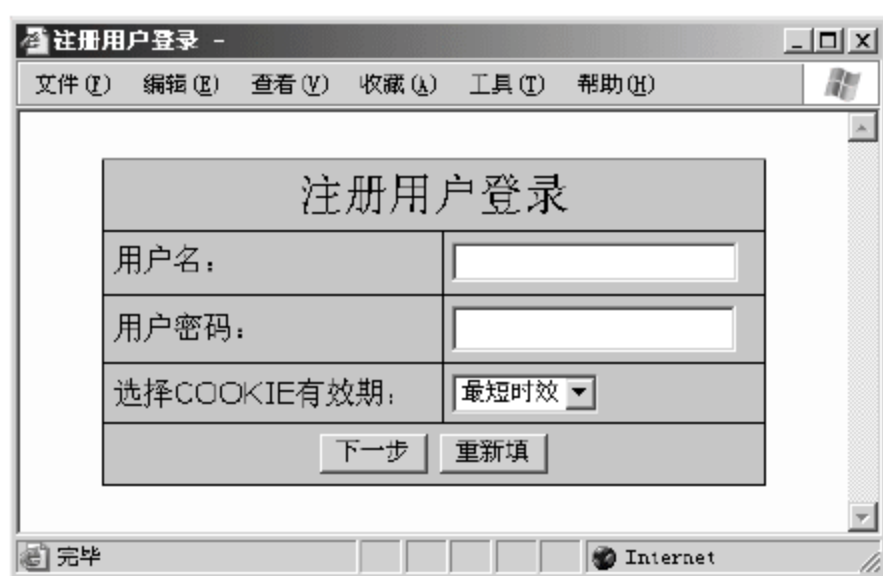 注册用户登录 -
文件(F) 编辑(E) 查看(V) 收藏(A) 工具(T) 帮助(H)
注册用户登录
用户名：
用户密码：
选择COOKIE有效期： 最短时效
下一步 重新填
完毕 Internet